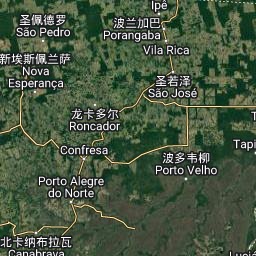 Ipê
圣佩德罗
São Pedro
波兰加巴
Porangaba
Vila Rica
新埃斯佩兰萨
Nova
Esperança
圣若泽
São José
龙卡多尔
Roncador
Confresa
波多韦柳
Porto Velho
Porto Alegre
do Norte
北卡纳布拉瓦
Canabrava